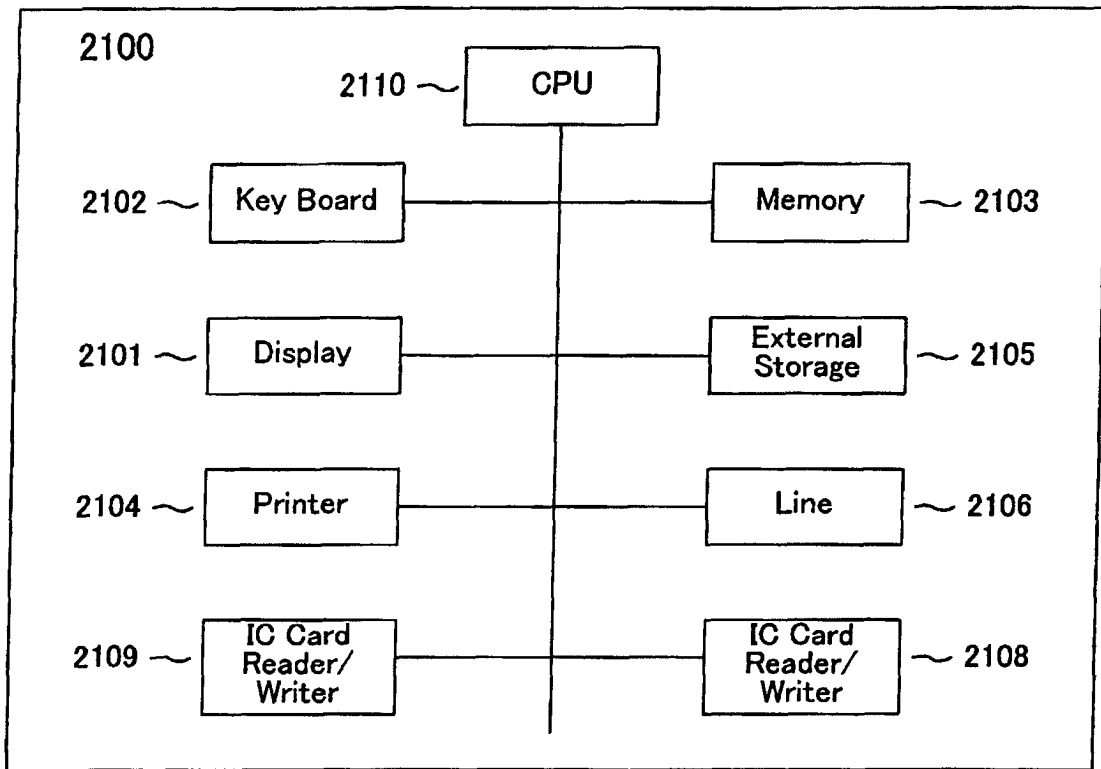 2100
2110 ~ CPU
2102 ~ Key Board
Memory ~ 2103
2101 ~ Display
External
Storage ~ 2105
2104 ~ Printer
Line ~ 2106
2109 ~ IC Card
Reader/
Writer
IC Card
Reader/
Writer ~ 2108